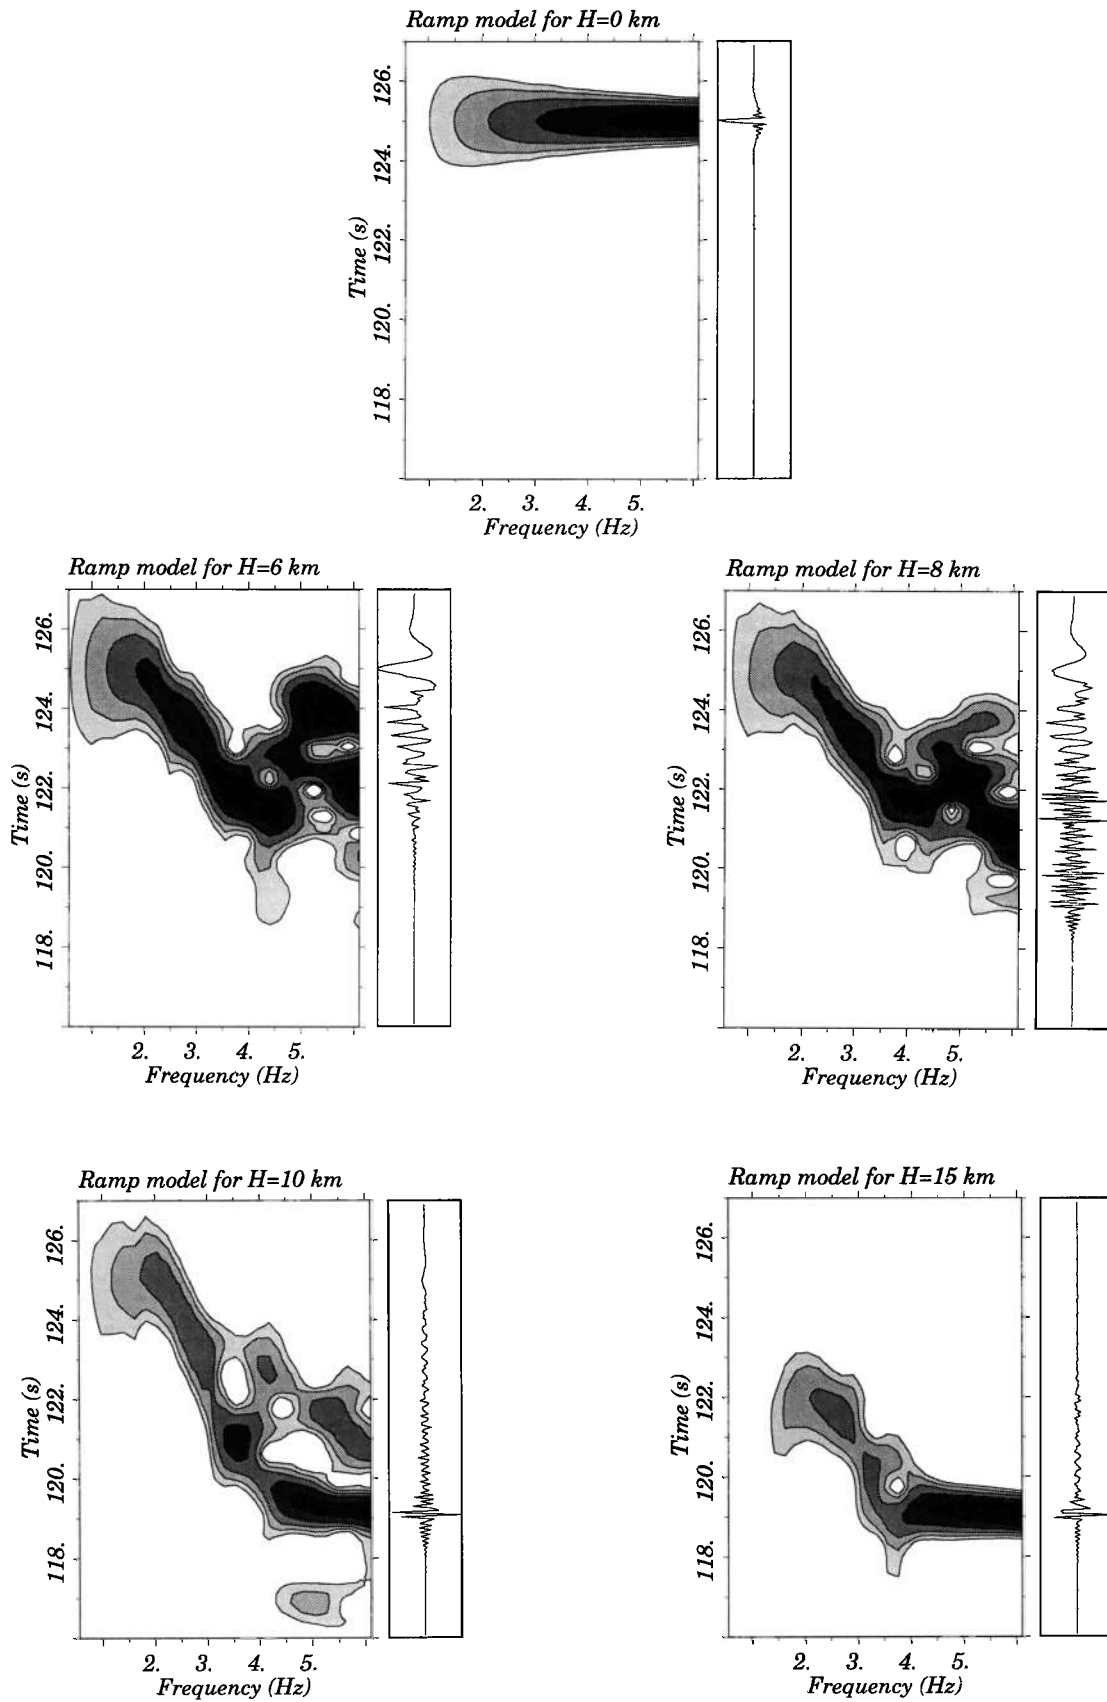 Ramp model for H=0 km
126.
124.
122.
120.
118.
Time (s)
2. 3. 4. 5.
Frequency (Hz)
Ramp model for H=6 km
126.
124.
122.
120.
118.
Time (s)
2. 3. 4. 5.
Frequency (Hz)
Ramp model for H=8 km
126.
124.
122.
120.
118.
Time (s)
2. 3. 4. 5.
Frequency (Hz)
Ramp model for H=10 km
126.
124.
122.
120.
118.
Time (s)
2. 3. 4. 5.
Frequency (Hz)
Ramp model for H=15 km
126.
124.
122.
120.
118.
Time (s)
2. 3. 4. 5.
Frequency (Hz)